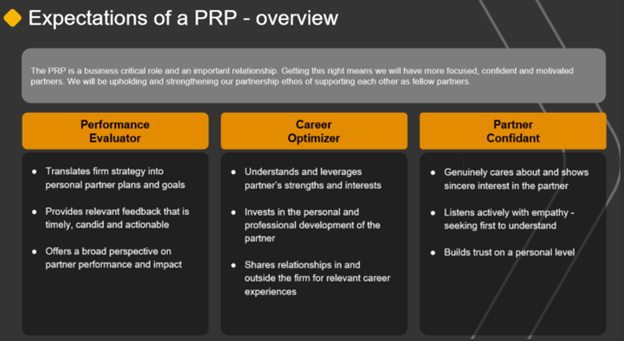 Expectations of a PRP - overview
The PRP is a business critical role and an important relationship. Getting this right means we will have more focused, confident and motivated
partners. We will be upholding and strengthening our partnership ethos of supporting each other as fellow partners.
Performance
Evaluator
● Translates firm strategy into
personal partner plans and goals
● Provides relevant feedback that is
timely, candid and actionable
● Offers a broad perspective on
partner performance and impact
Career
Optimizer
● Understands and leverages
partner's strengths and interests
● Invests in the personal and
professional development of the
partner
● Shares relationships in and
outside the firm for relevant career
experiences
Partner
Confidant
● Genuinely cares about and shows
sincere interest in the partner
● Listens actively with empathy -
seeking first to understand
● Builds trust on a personal level